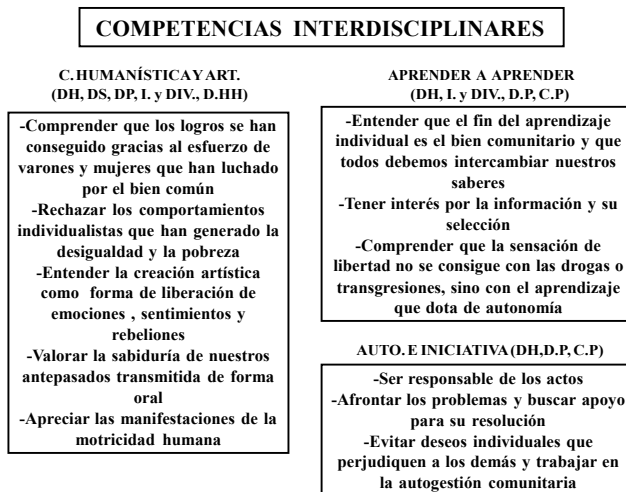 COMPETENCIAS INTERDISCIPLINARES
C. HUMANÍSTICA Y ART.
(DH, DS, DP, I. y DIV., D.HH)
-Comprender que los logros se han
conseguido gracias al esfuerzo de
varones y mujeres que han luchado
por el bien común
-Rechazar los comportamientos
individualistas que han generado la
desigualdad y la pobreza
-Entender la creación artística
como forma de liberación de
emociones , sentimientos y
rebeliones
-Valorar la sabiduría de nuestros
antepasados transmitida de forma
oral
-Apreciar las manifestaciones de la
motricidad humana
APRENDER A APRENDER
(DH, I. y DIV., D.P, C.P)
-Entender que el fin del aprendizaje
individual es el bien comunitario y que
todos debemos intercambiar nuestros
saberes
-Tener interés por la información y su
selección
-Comprender que la sensación de
libertad no se consigue con las drogas o
transgresiones, sino con el aprendizaje
que dota de autonomía
AUTO. E INICIATIVA (DH,D.P, C.P)
-Ser responsable de los actos
-Afrontar los problemas y buscar apoyo
para su resolución
-Evitar deseos individuales que
perjudiquen a los demás y trabajar en
la autogestión comunitaria